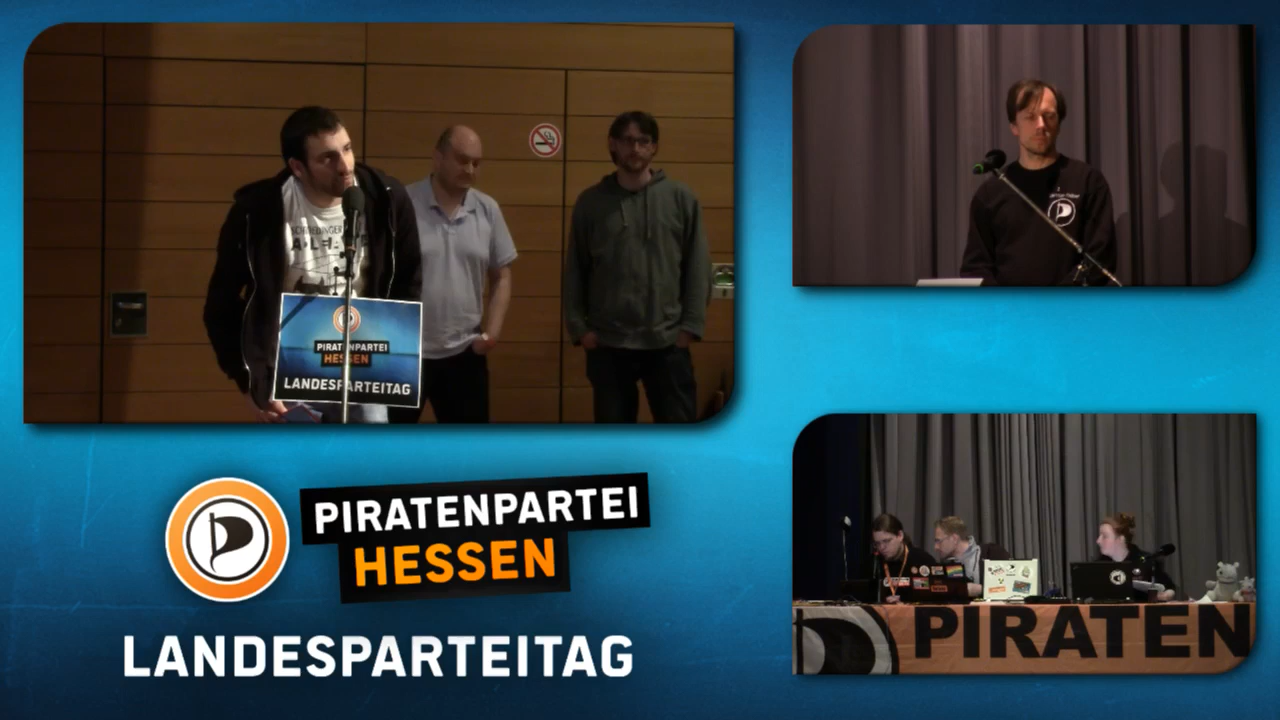 PIRATENPARTEI
HESSEN
LANDESPARTEITAG
PIRATENPARTEI
HESSEN
LANDESPARTEITAG
PIRATEN